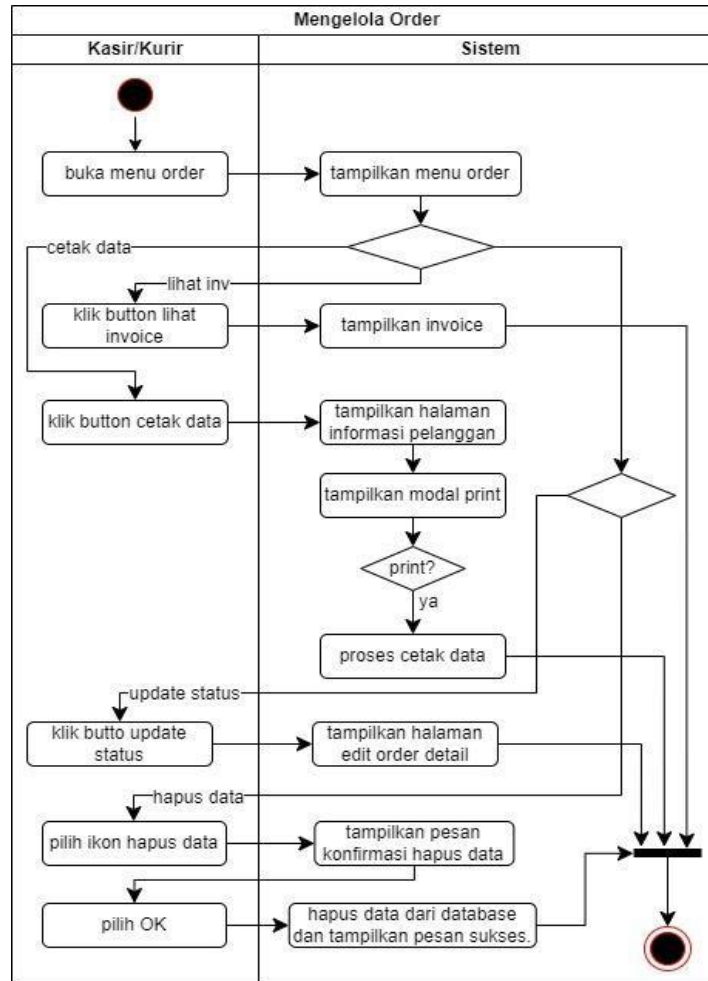 Mengelola Order
Kasir/Kurir
Sistem
buka menu order
tampilkan menu order
cetak data
lihat inv
klik button lihat
invoice
tampilkan invoice
klik button cetak data
tampilkan halaman
informasi pelanggan
tampilkan modal print
print?
ya
proses cetak data
update status
klik butto update
status
tampilkan halaman
edit order detail
hapus data
pilih ikon hapus data
tampilkan pesan
konfirmasi hapus data
pilih OK
hapus data dari database
dan tampilkan pesan sukses.